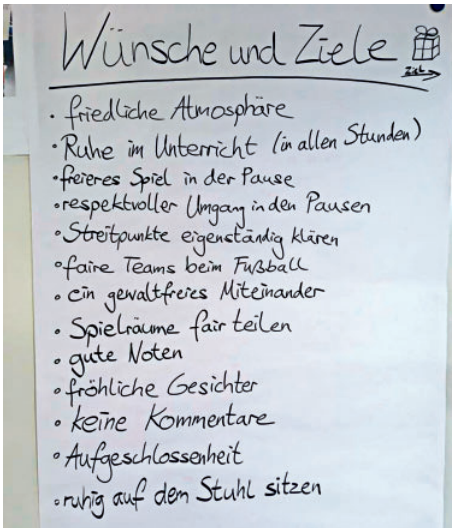 Wünsche und Ziele
Ziel
• friedliche Atmosphäre
• Ruhe im Unterricht (in allen Stunden)
• freieres Spiel in der Pause
• respektvoller Umgang in den Pausen
• Streitpunkte eigenständig klären
• faire Teams beim Fußball
• ein gewaltfreies Miteinander
• Spielräume fair teilen
• gute Noten
• fröhliche Gesichter
• keine Kommentare
• Aufgeschlossenheit
• ruhig auf dem Stuhl sitzen